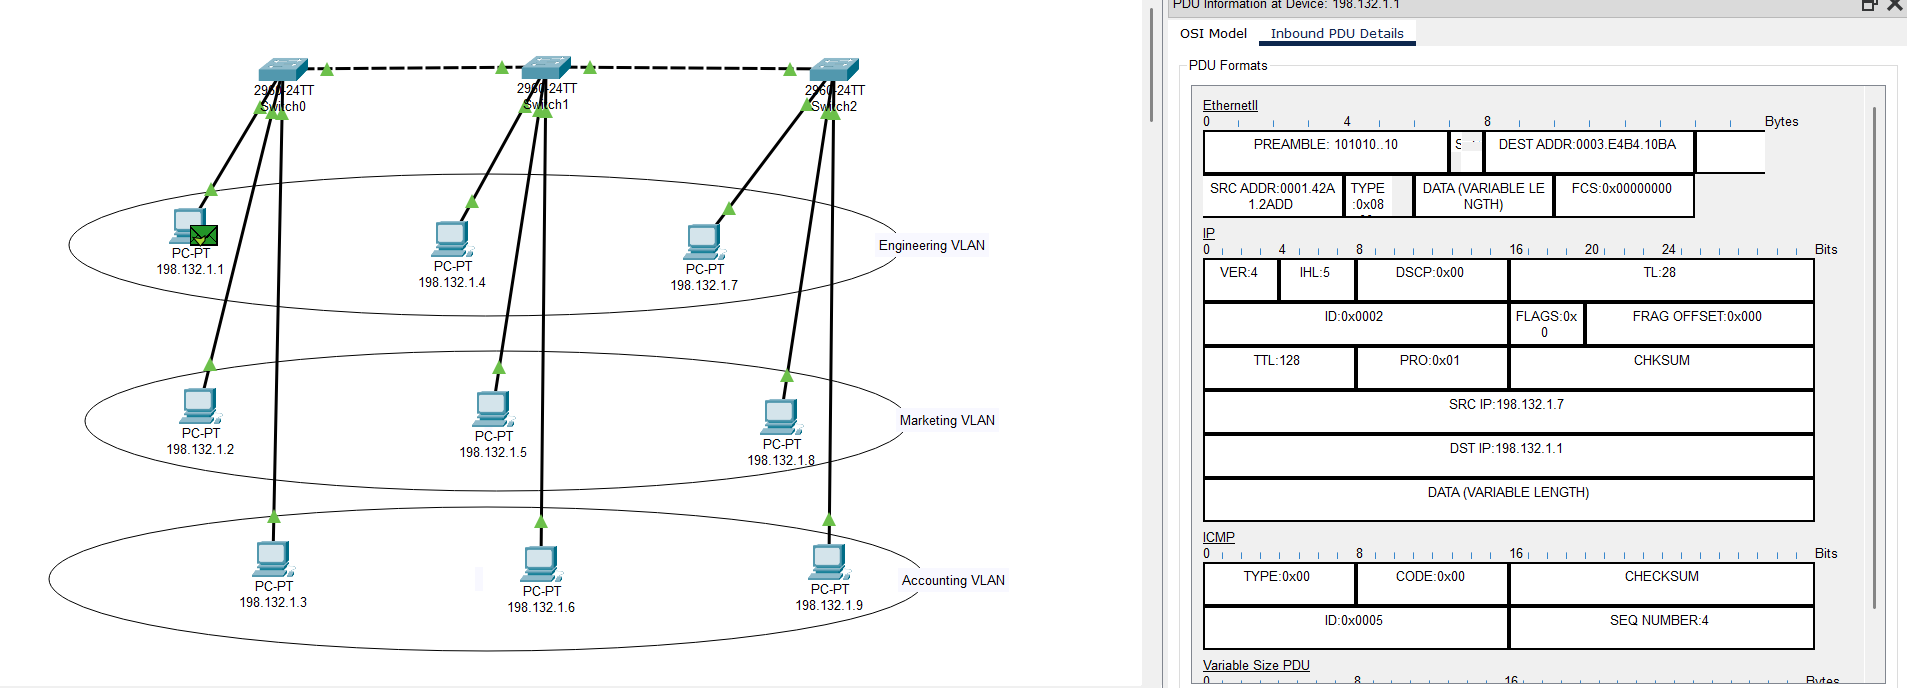 2960-24TT
Switch0
2960-24TT
Switch1
2960-24TT
Switch2
PC-PT
198.132.1.1
PC-PT
198.132.1.4
PC-PT
198.132.1.7
Engineering VLAN
PC-PT
198.132.1.2
PC-PT
198.132.1.5
PC-PT
198.132.1.8
Marketing VLAN
PC-PT
198.132.1.3
PC-PT
198.132.1.6
PC-PT
198.132.1.9
Accounting VLAN
PDU Information at Device: 198.132.1.1
OSI Model Inbound PDU Details
PDU Formats
EthernetII
0 4 8 Bytes
PREAMBLE: 101010..10 DEST ADDR:0003.E4B4.10BA
SRC ADDR:0001.42A
1.2ADD
TYPE
:0x08
DATA (VARIABLE LE
NGTH)
FCS:0x00000000
IP
0 4 8 16 20 24 Bits
VER:4 IHL:5 DSCP:0x00 TL:28
ID:0x0002 FLAGS:0x
0
FRAG OFFSET:0x000
TTL:128 PRO:0x01 CHKSUM
SRC IP:198.132.1.7
DST IP:198.132.1.1
DATA (VARIABLE LENGTH)
ICMP
0 8 16 Bits
TYPE:0x00 CODE:0x00 CHECKSUM
ID:0x0005 SEQ NUMBER:4
Variable Size PDU
0 8 16 Bytes